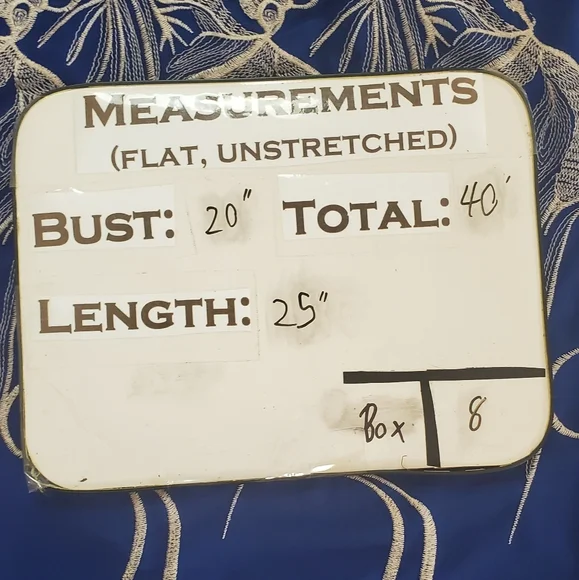 MEASUREMENTS
(FLAT, UNSTRETCHED)
BUST: 20" TOTAL: 40'
LENGTH: 25"
Box 8